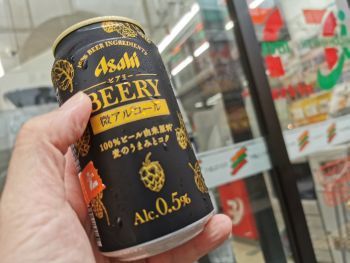 100% BEER INGREDIENTS
Asahi
ビアリー
BEERY
微アルコール
100%ビール由来原料
麦のうまみとコク
Alc.0.5%